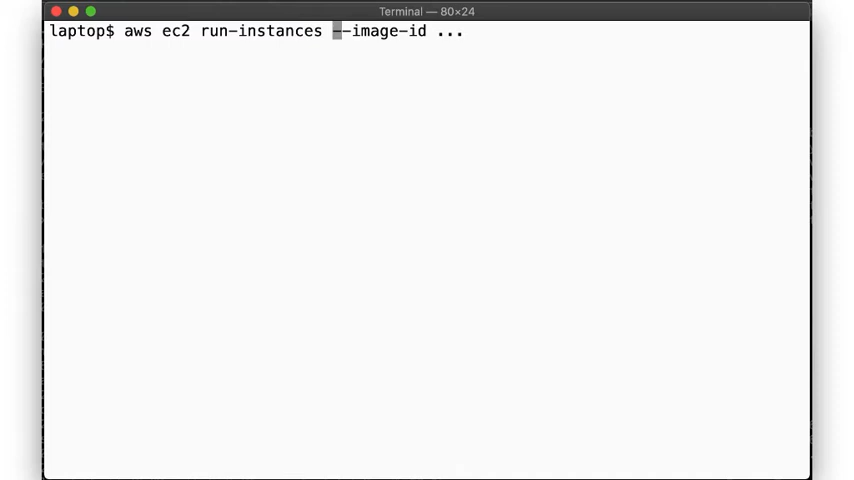 Terminal — 80×24
laptop$ aws ec2 run-instances --image-id ...